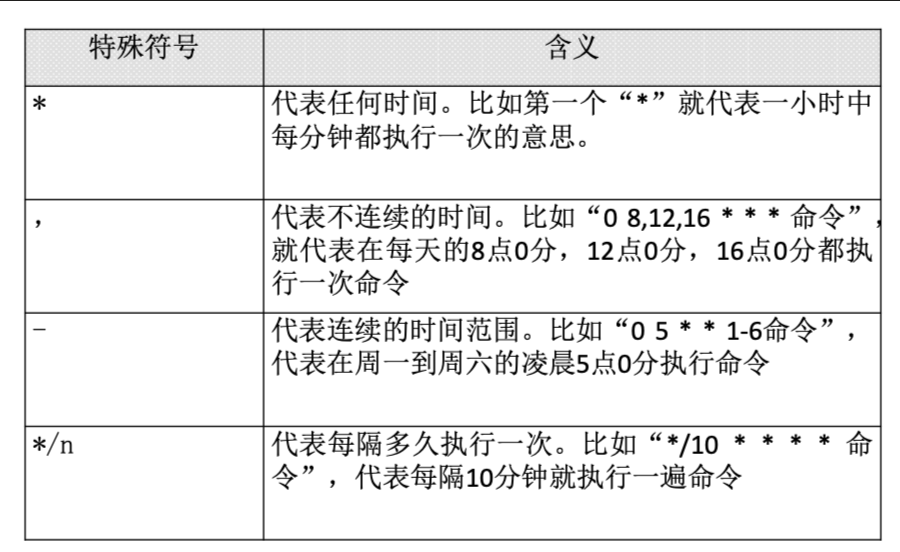 特殊符号 含义
* 代表任何时间。比如第一个“*”就代表一小时中
每分钟都执行一次的意思。
， 代表不连续的时间。比如“0 8,12,16 * * * 命令”，
就代表在每天的8点0分，12点0分，16点0分都执
行一次命令
- 代表连续的时间范围。比如“0 5 * * 1-6命令”，
代表在周一到周六的凌晨5点0分执行命令
*/n 代表每隔多久执行一次。比如“*/10 * * * * 命
令”，代表每隔10分钟就执行一遍命令